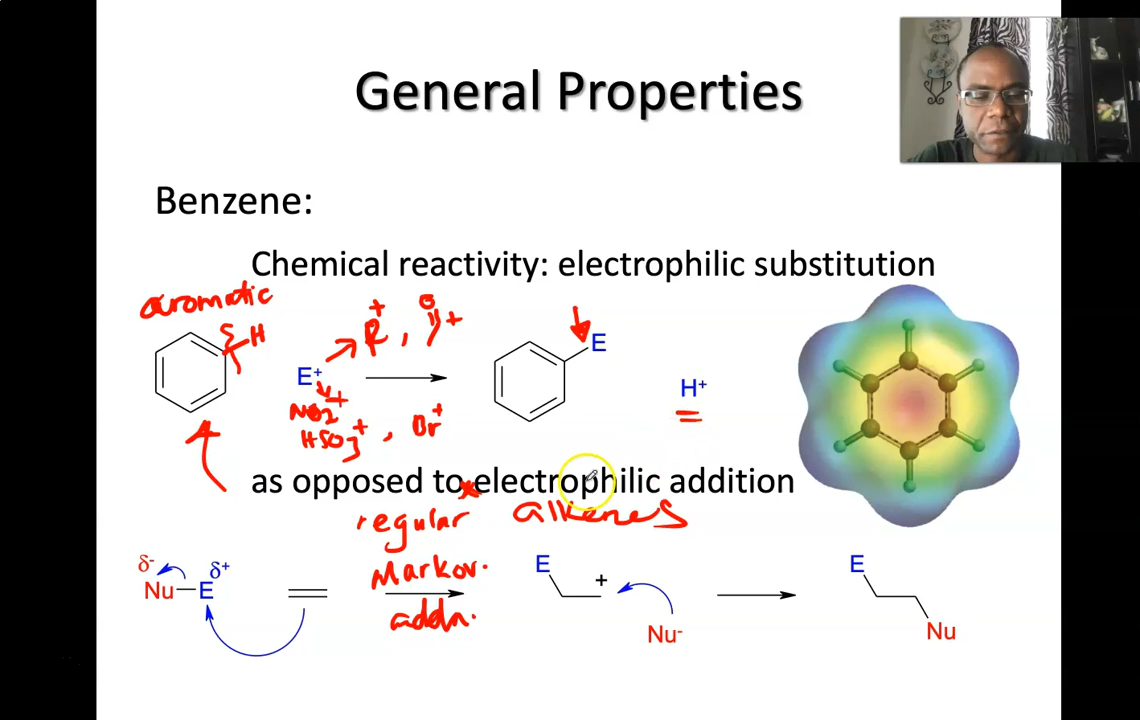 General Properties
Benzene:
Chemical reactivity: electrophilic substitution
aromatic
H
R+, O +
E+
E
NO2+
HSO3+, Br+
H+
as opposed to electrophilic addition
regular alkenes
Markov.
addn.
δ- δ+
Nu E
E +
Nu-
E
Nu